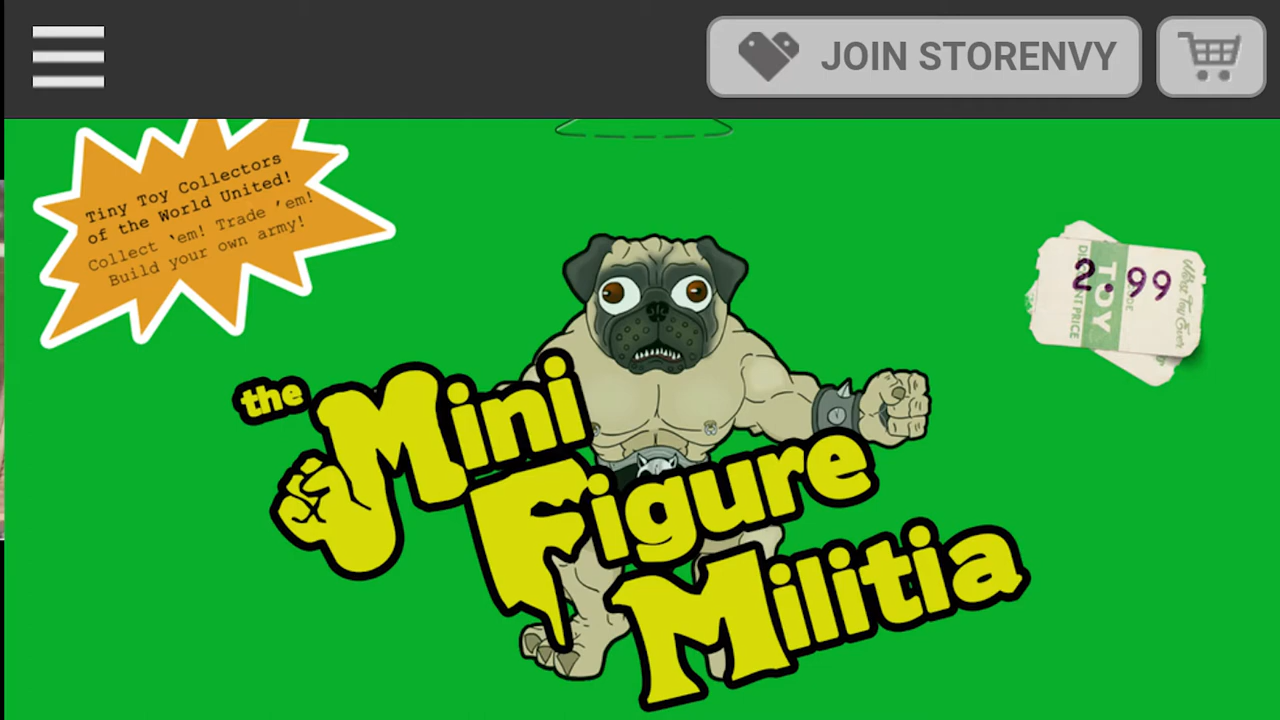 JOIN STORENVY
Tiny Toy Collectors
of the World United!
Collect 'em! Trade 'em!
Build your own army!
2.99
TOY
the Mini
Figure
Militia